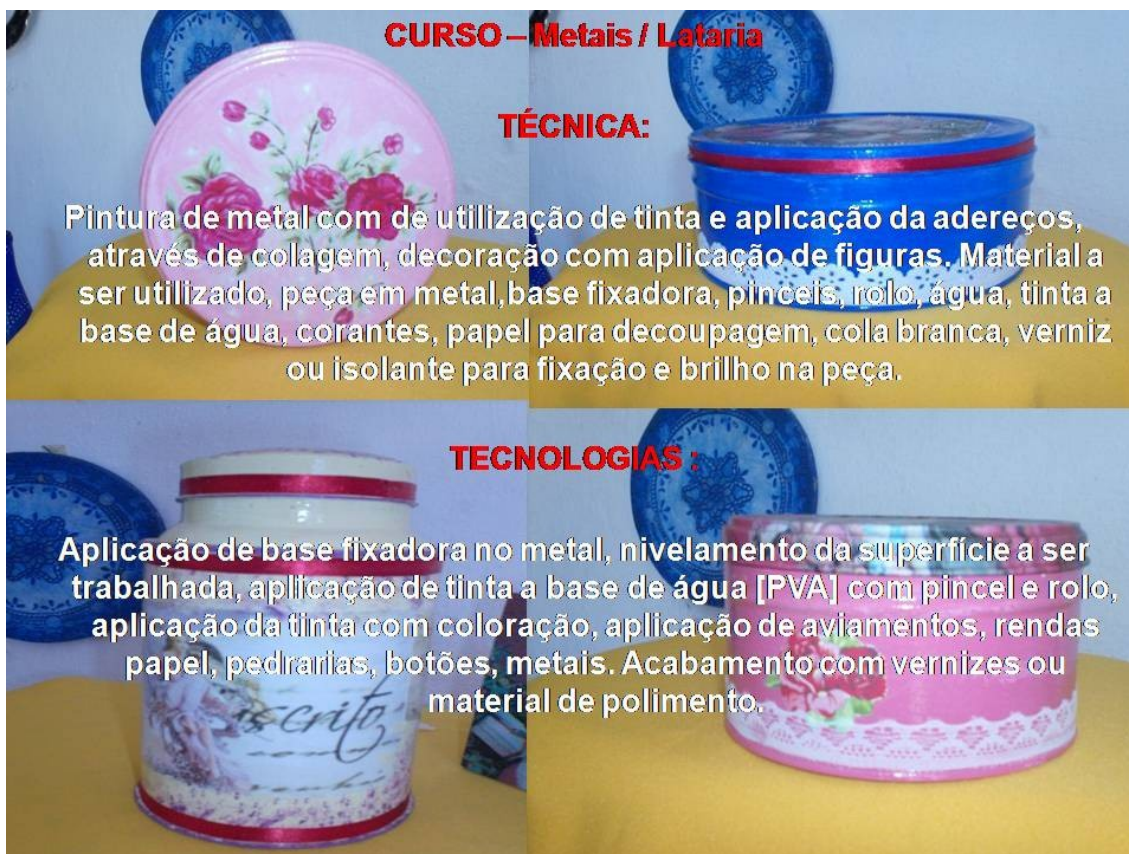 CURSO – Metais / Lataria
TÉCNICA:
Pintura de metal com de utilização de tinta e aplicação da adereços,
através de colagem, decoração com aplicação de figuras. Material a
ser utilizado, peça em metal,base fixadora, pinceis, rolo, água, tinta a
base de água, corantes, papel para decoupagem, cola branca, verniz
ou isolante para fixação e brilho na peça.
TECNOLOGIAS :
Aplicação de base fixadora no metal, nivelamento da superfície a ser
trabalhada, aplicação de tinta a base de água [PVA] com pincel e rolo,
aplicação da tinta com coloração, aplicação de aviamentos, rendas
papel, pedrarias, botões, metais. Acabamento com vernizes ou
material de polimento.
iscrito